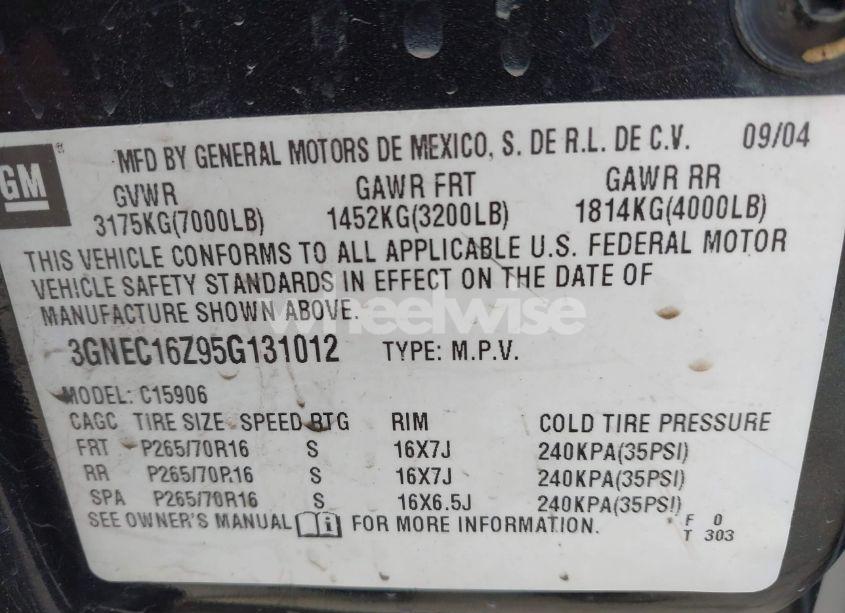 GM®
MFD BY GENERAL MOTORS DE MEXICO, S. DE R.L. DE C.V. 09/04
GVWR GAWR FRT GAWR RR
3175KG(7000LB) 1452KG(3200LB) 1814KG(4000LB)
THIS VEHICLE CONFORMS TO ALL APPLICABLE U.S. FEDERAL MOTOR
VEHICLE SAFETY STANDARDS IN EFFECT ON THE DATE OF
MANUFACTURE SHOWN ABOVE.
wheelwise
3GNEC16Z95G131012 TYPE: M.P.V.
MODEL: C15906
CAGC TIRE SIZE SPEED RTG RIM COLD TIRE PRESSURE
FRT P265/70R16 S 16X7J 240KPA(35PSI)
RR P265/70R16 S 16X7J 240KPA(35PSI)
SPA P265/70R16 S 16X6.5J 240KPA(35PSI)
SEE OWNER'S MANUAL i FOR MORE INFORMATION.
F 0
T 303